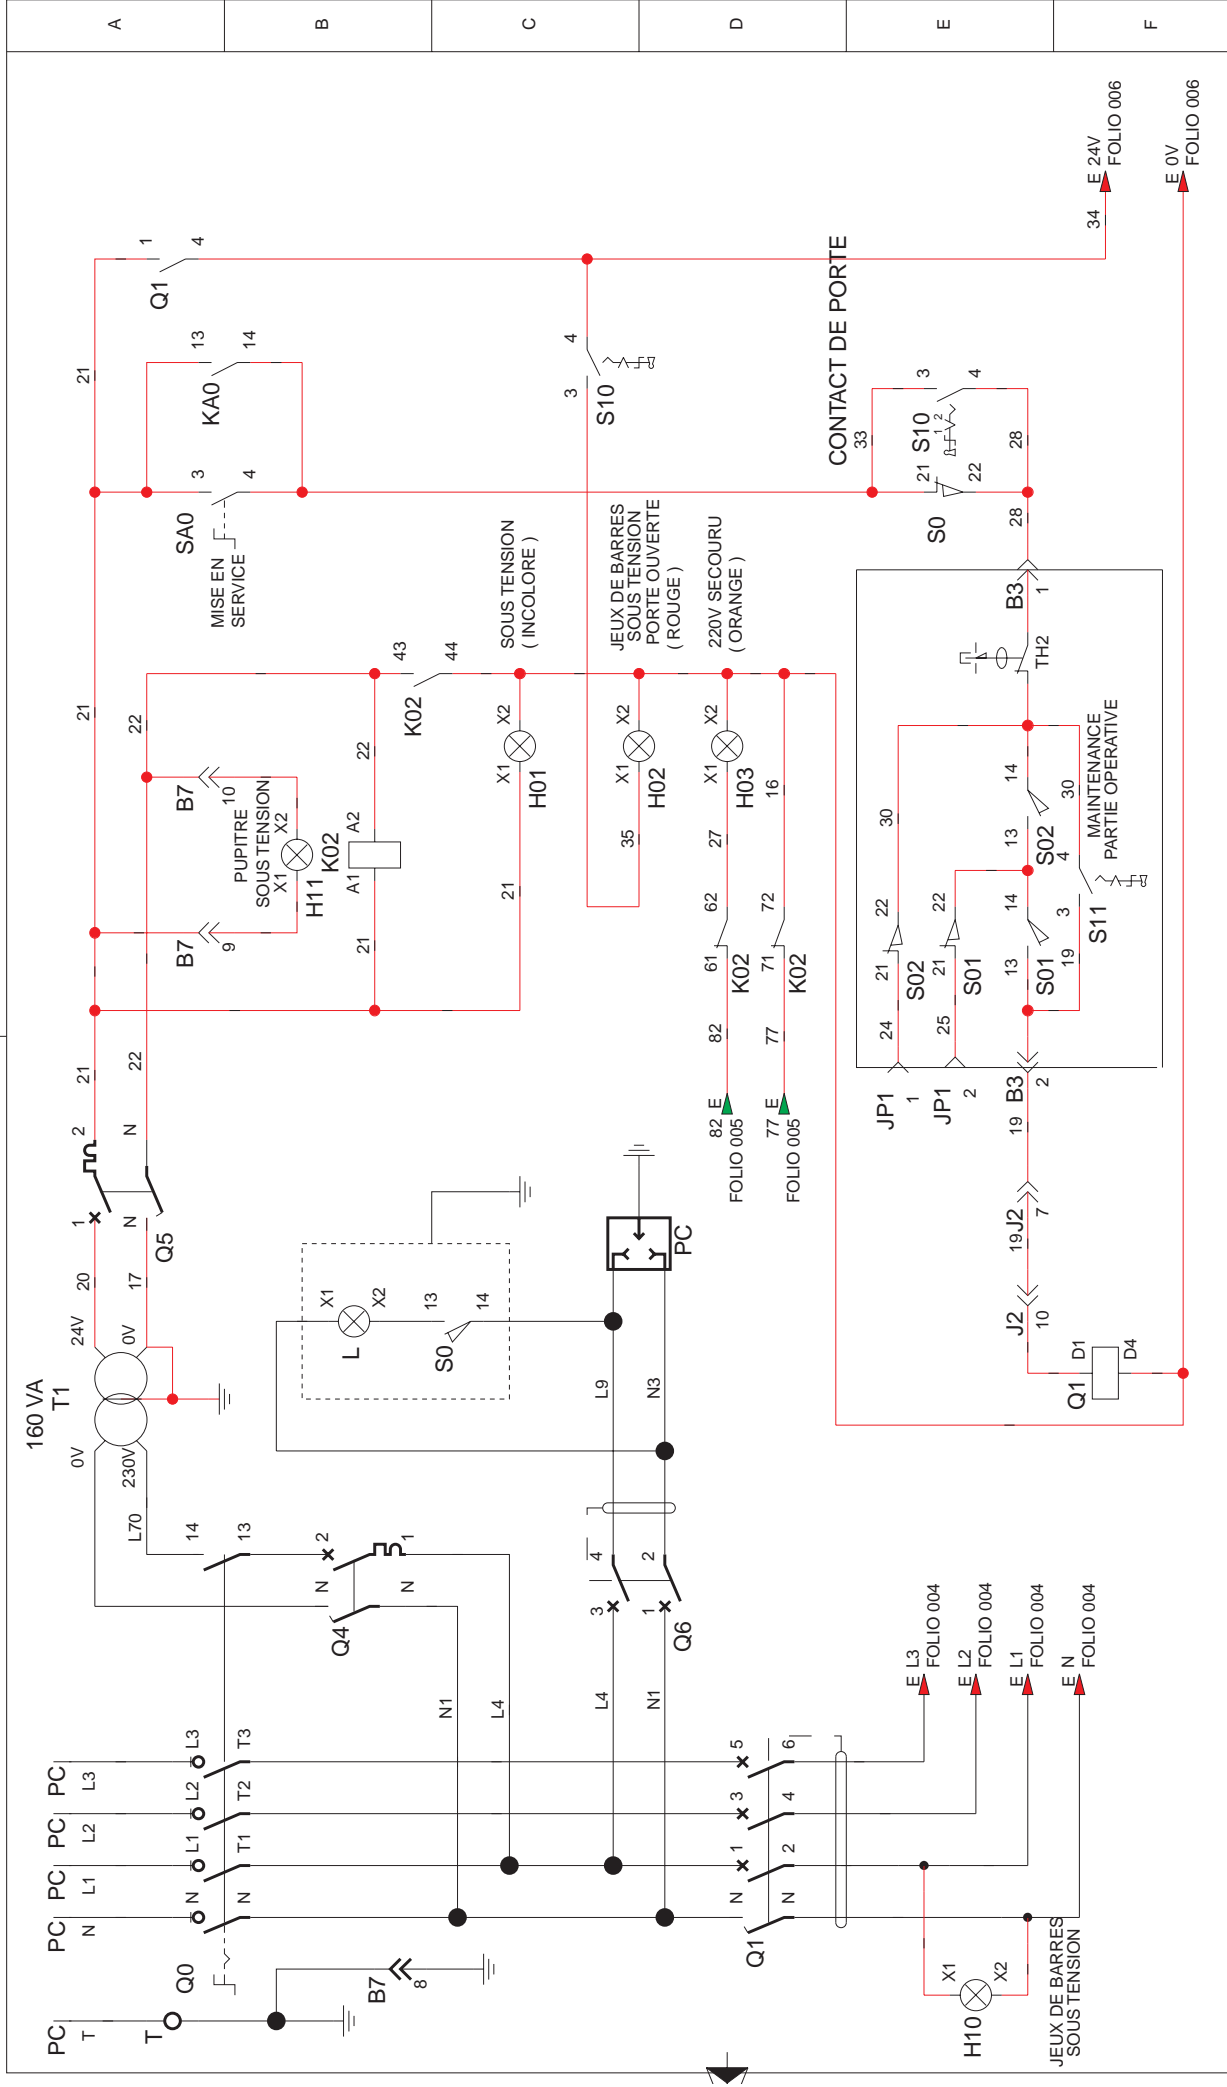 A
B
C
D
E
F
PC
T
T
PC
N
PC
L1
PC
L2
PC
L3
Q0
N
L1
L2
L3
N
T1
T2
T3
B7
8
160 VA
T1
0V
230V
24V
0V
L70
14
13
2
1
N
N
Q4
N1
L4
20
17
1
2
N
N
Q5
21
22
L4
N1
3
4
1
2
Q6
L9
N3
X1
X2
L
13
14
S0
PC
N
N
1
2
3
4
5
6
Q1
X1
X2
H10
JEUX DE BARRES
SOUS TENSION
E L3
FOLIO 004
E L2
FOLIO 004
E L1
FOLIO 004
E N
FOLIO 004
B7
9
B7
10
PUPITRE
SOUS TENSION
X1
X2
H11
K02
A1
A2
21
22
21
22
43
44
K02
21
X1
X2
H01
SOUS TENSION
( INCOLORE )
35
X1
X2
H02
JEUX DE BARRES
SOUS TENSION
PORTE OUVERTE
( ROUGE )
82 E
FOLIO 005
82
61
62
K02
27
X1
X2
H03
220V SECOURU
( ORANGE )
77 E
FOLIO 005
77
71
72
K02
16
MISE EN
SERVICE
SA0
3
4
KA0
13
14
21
Q1
1
4
3
4
S10
CONTACT DE PORTE
33
S0
21
22
S10
1 2
3
4
28
28
34
E 24V
FOLIO 006
E 0V
FOLIO 006
JP1
1
24
21
22
S02
30
JP1
2
25
21
22
S01
B3
2
19
13
14
S01
13
14
S02
TH2
B3
1
19
3
4
S11
30
MAINTENANCE
PARTIE OPERATIVE
J2
7
19
J2
10
Q1
D1
D4